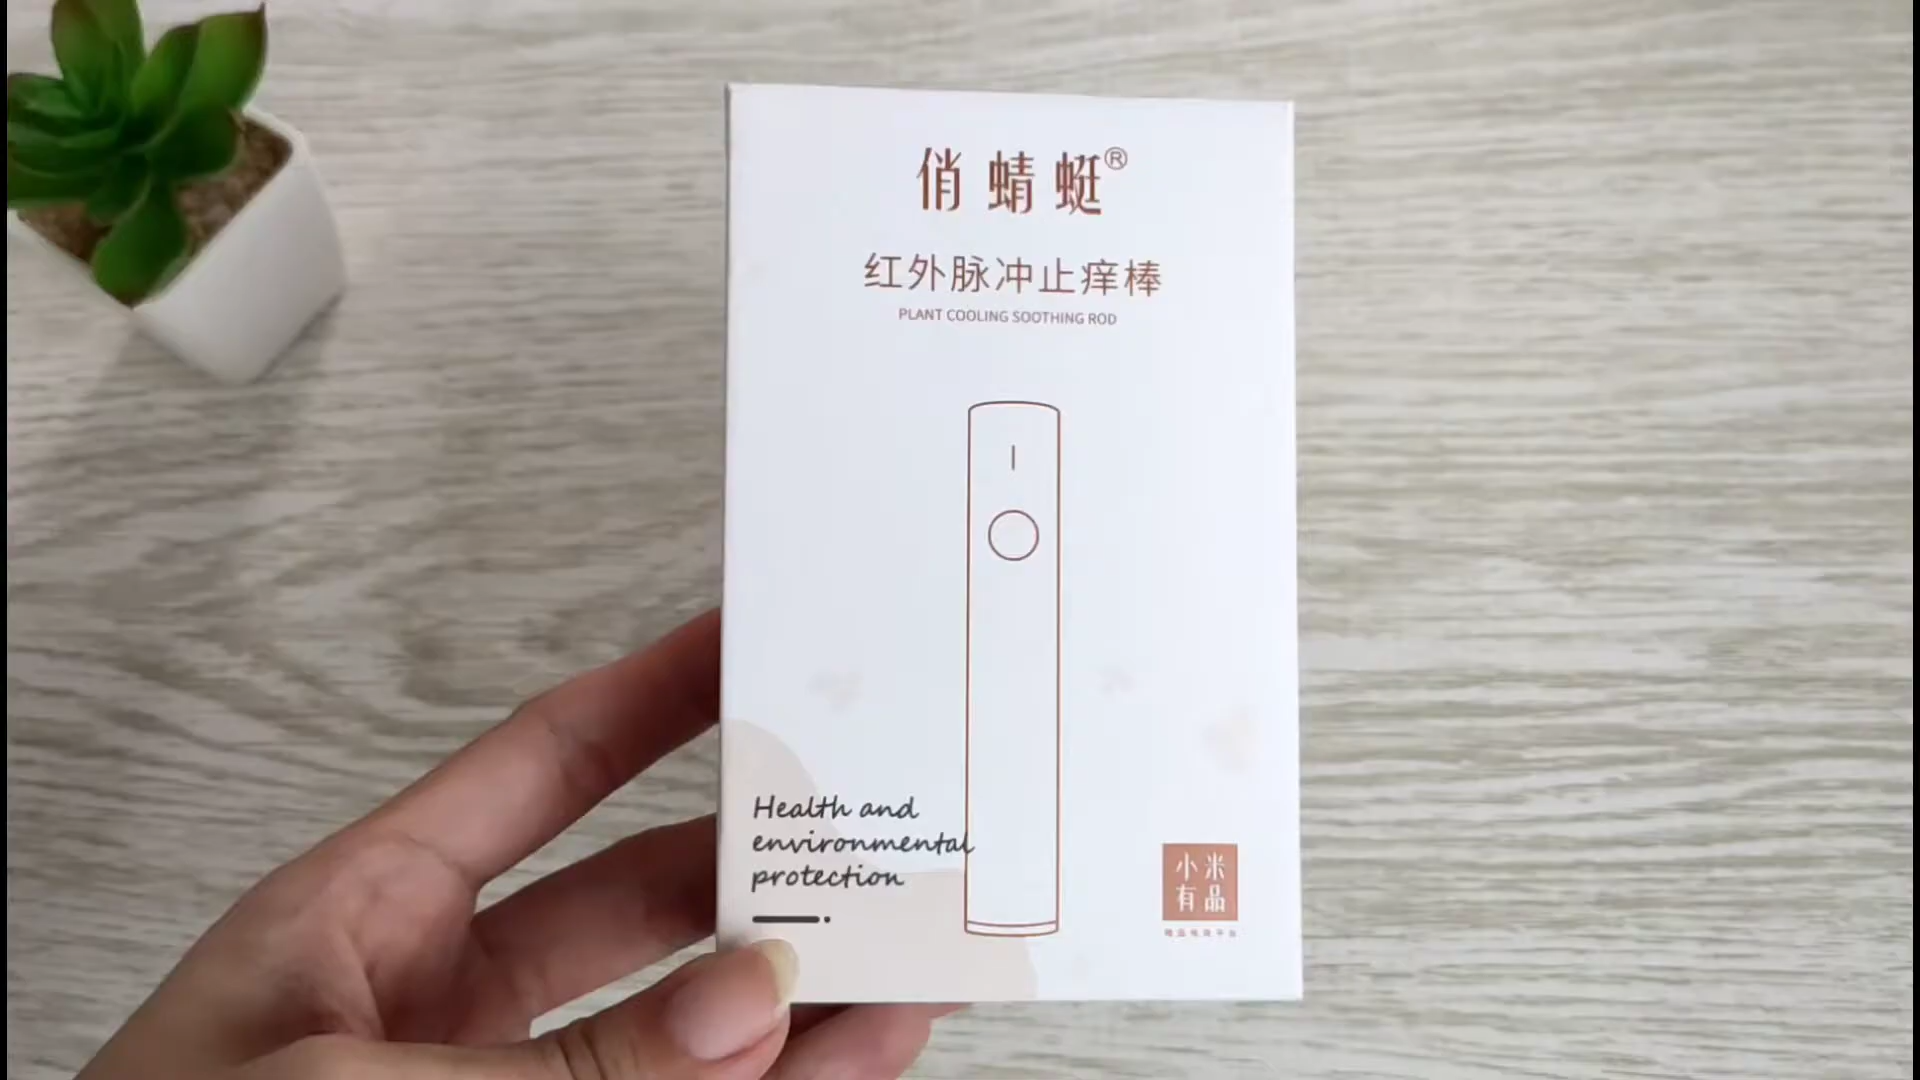 俏蜻蜓®
红外脉冲止痒棒
PLANT COOLING SOOTHING ROD
Health and
environmental
protection
小米
有品